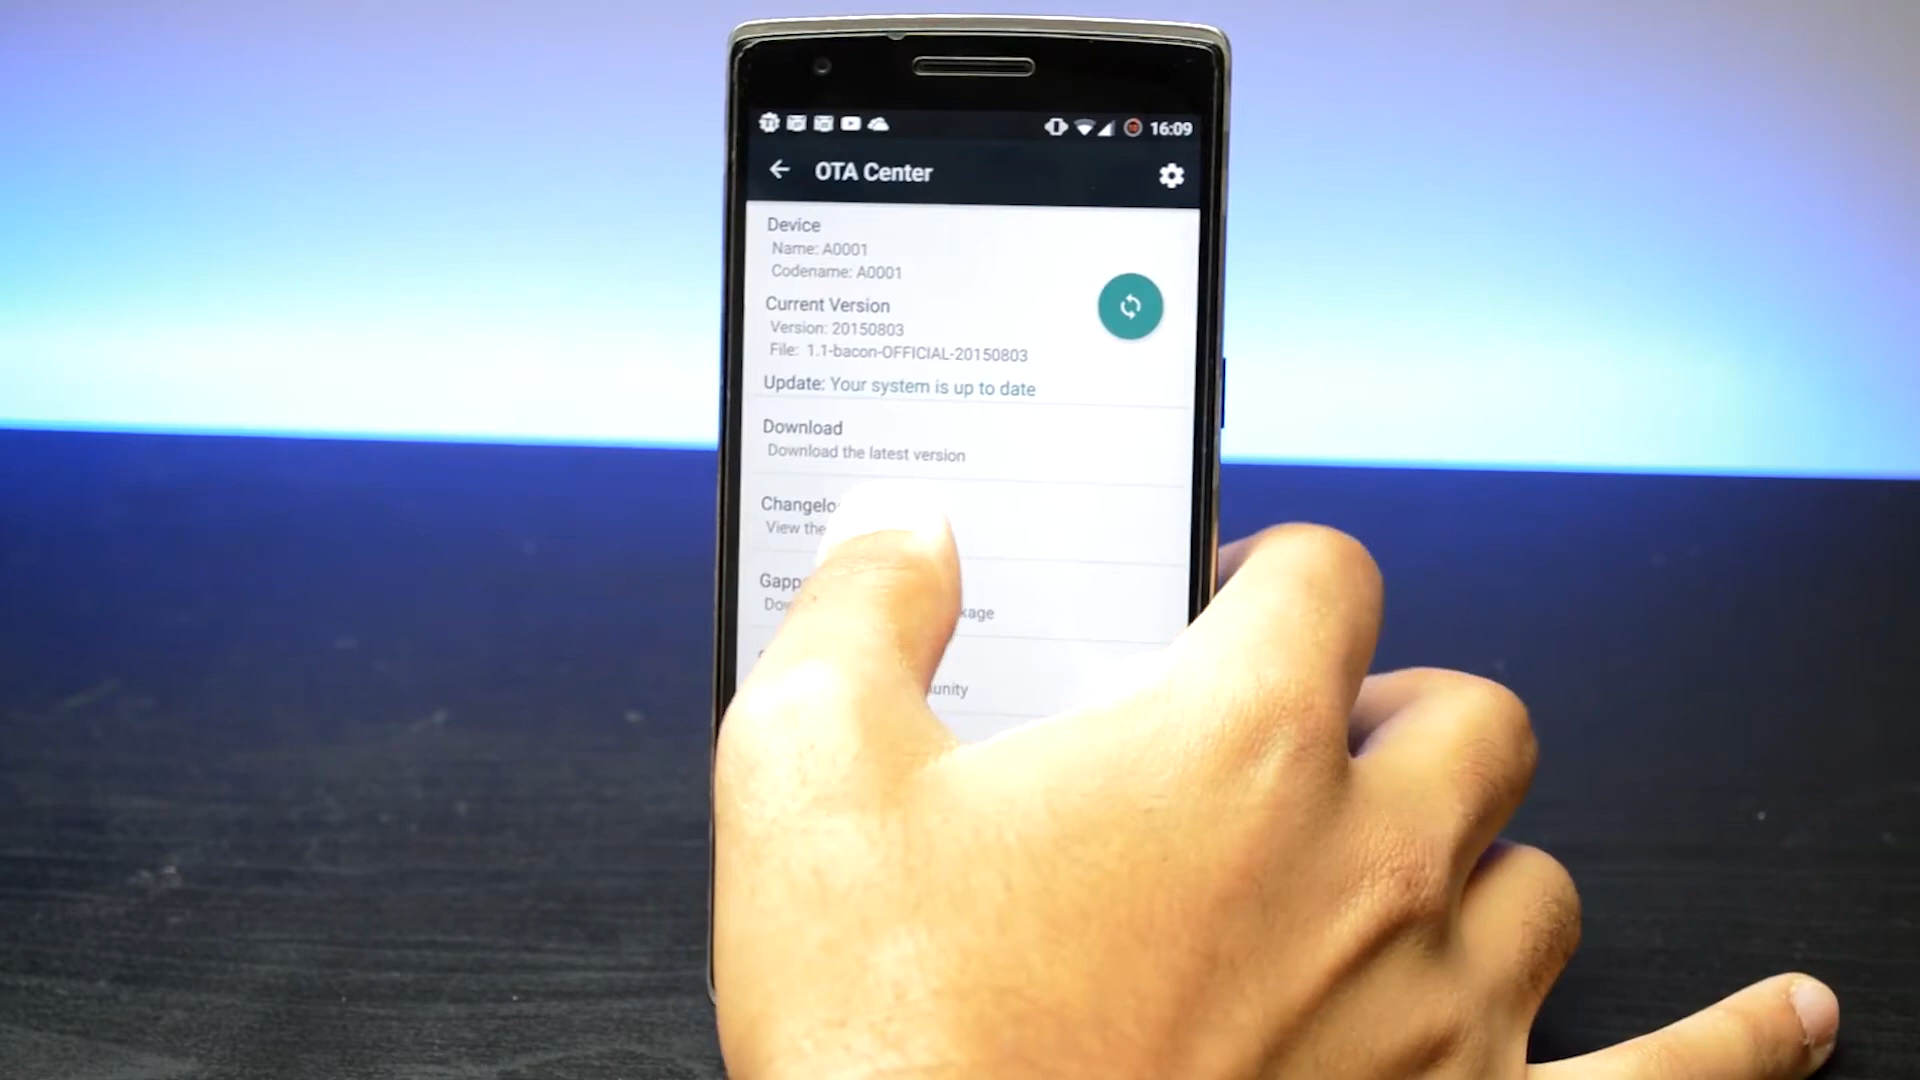 16:09
OTA Center
Device
Name: A0001
Codename: A0001
Current Version
Version: 20150803
File: 1.1-bacon-OFFICIAL-20150803
Update: Your system is up to date
Download
Download the latest version
Changelo
View the
Gapp
Do kage
unity